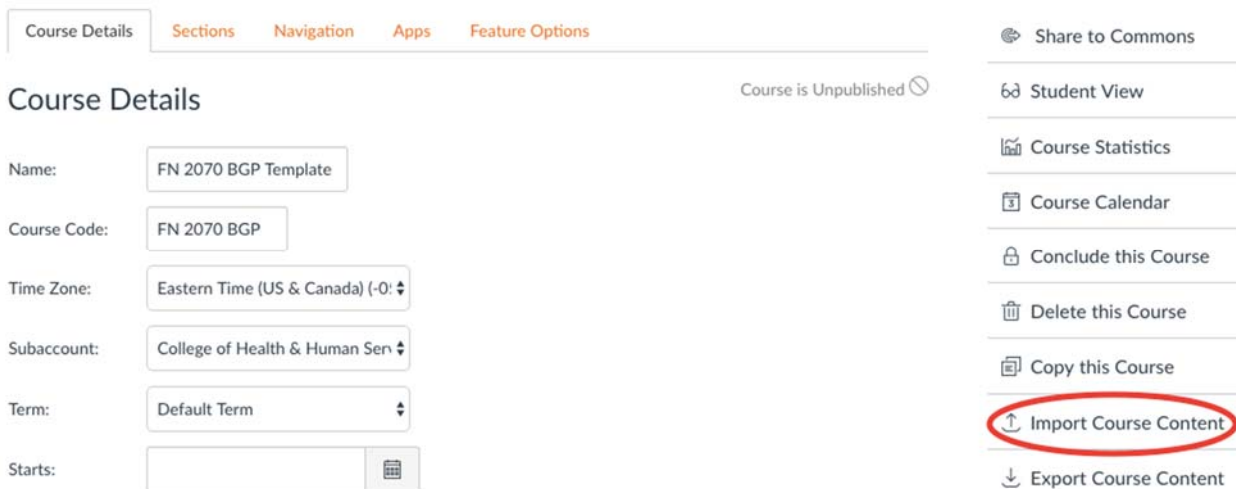 Course Details Sections Navigation Apps Feature Options
Course Details
Course is Unpublished
Name: FN 2070 BGP Template
Course Code: FN 2070 BGP
Time Zone: Eastern Time (US & Canada) (-0
Subaccount: College of Health & Human Ser
Term: Default Term
Starts:
Share to Commons
Student View
Course Statistics
3 Course Calendar
Conclude this Course
Delete this Course
Copy this Course
Import Course Content
Export Course Content